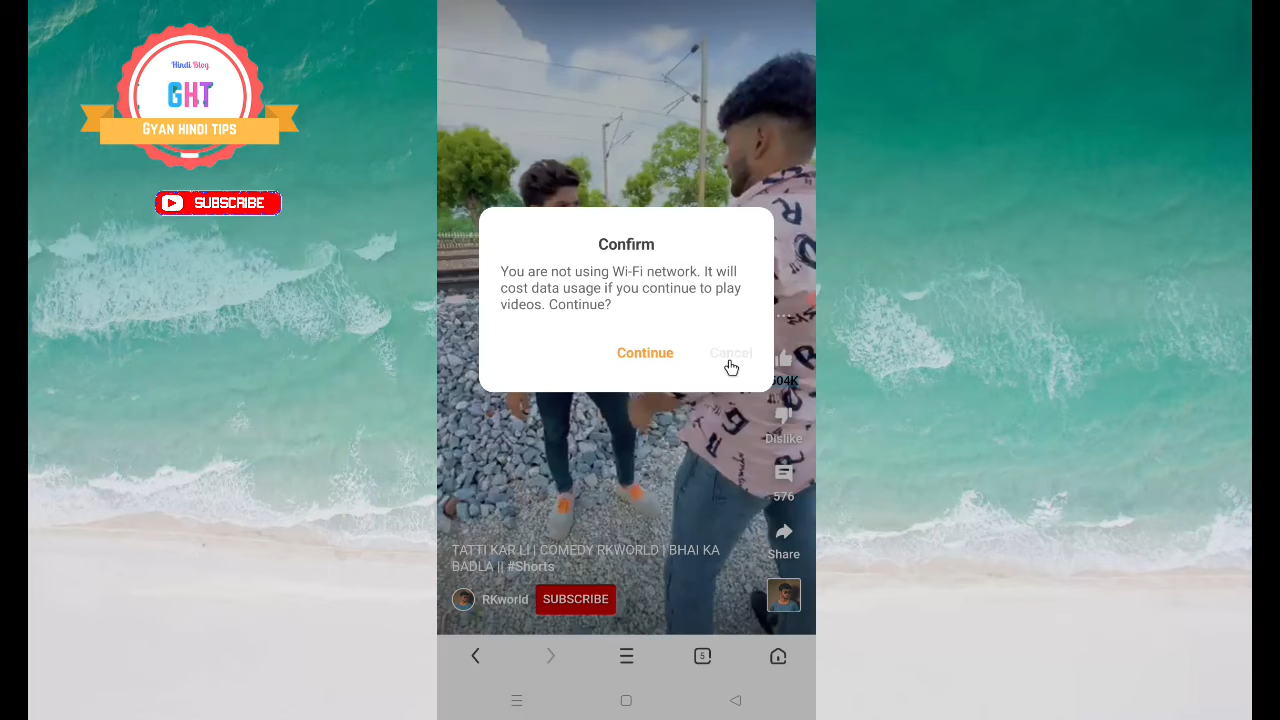 Hindi Blog
GHT
GYAN HINDI TIPS
SUBSCRIBE
Confirm
You are not using Wi-Fi network. It will
cost data usage if you continue to play
videos. Continue?
Continue
Cancel
504K
Dislike
576
Share
TATTI KAR LI | COMEDY RKWORLD | BHAI KA
BADLA || #Shorts
RKworld
SUBSCRIBE
5